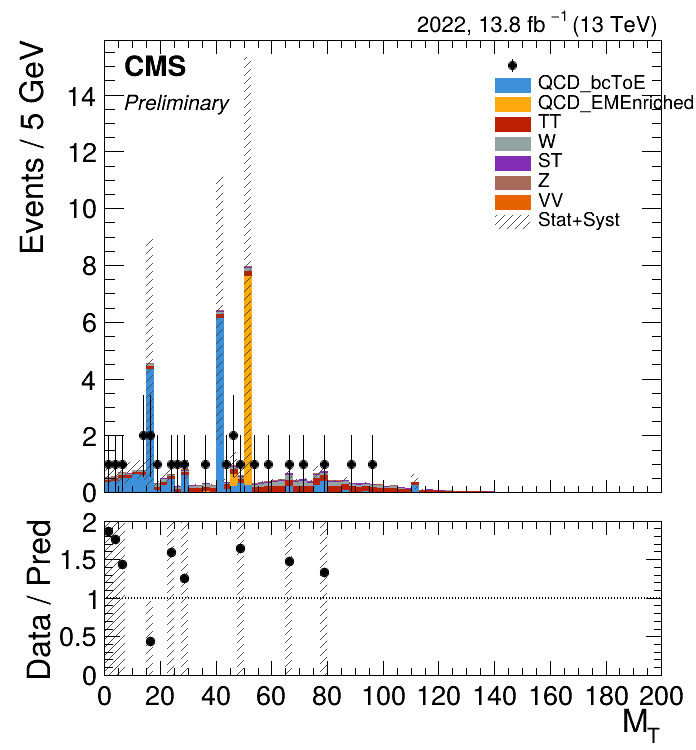 2022, 13.8 fb⁻¹ (13 TeV)
Events / 5 GeV
CMS
Preliminary
QCD_bcToE
QCD_EMEnriched
TT
W
ST
Z
VV
Stat+Syst
14
12
10
8
6
4
2
0
Data / Pred
2
1.5
1
0.5
0
0 20 40 60 80 100 120 140 160 180 200
M_T